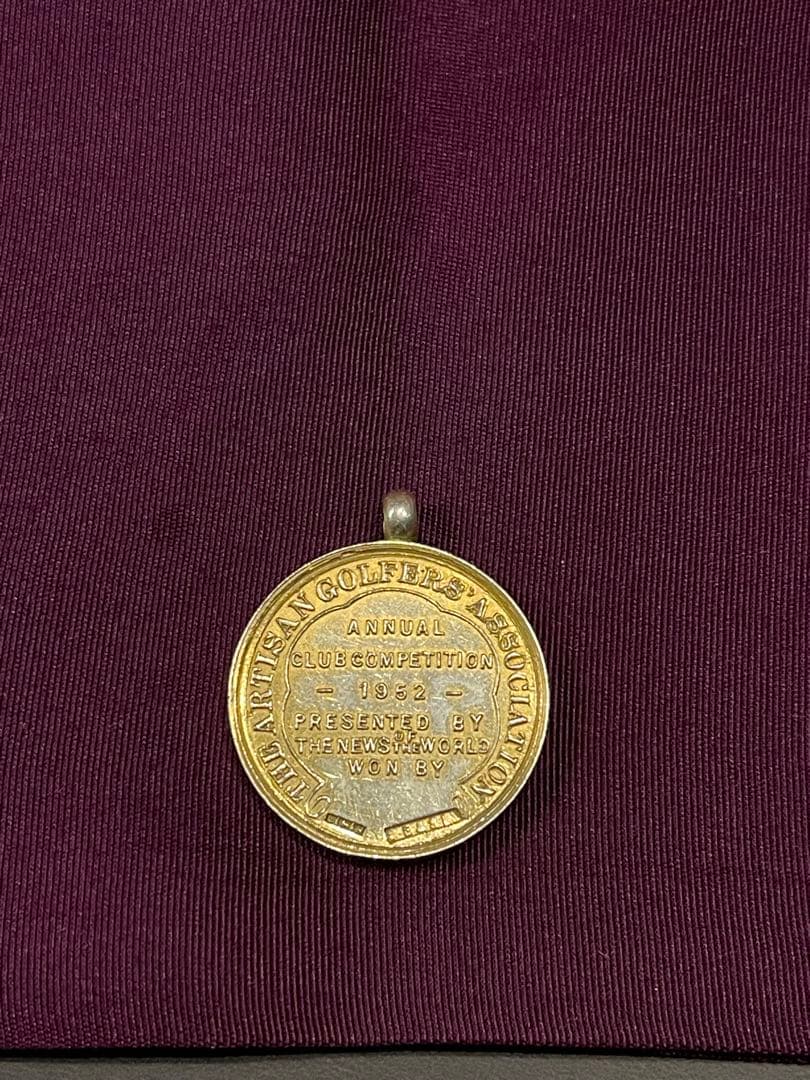 THE ARTISAN GOLFERS' ASSOCIATION
ANNUAL
CLUB COMPETITION
- 1952 -
PRESENTED BY
THE NEWS OF THE WORLD
WON BY